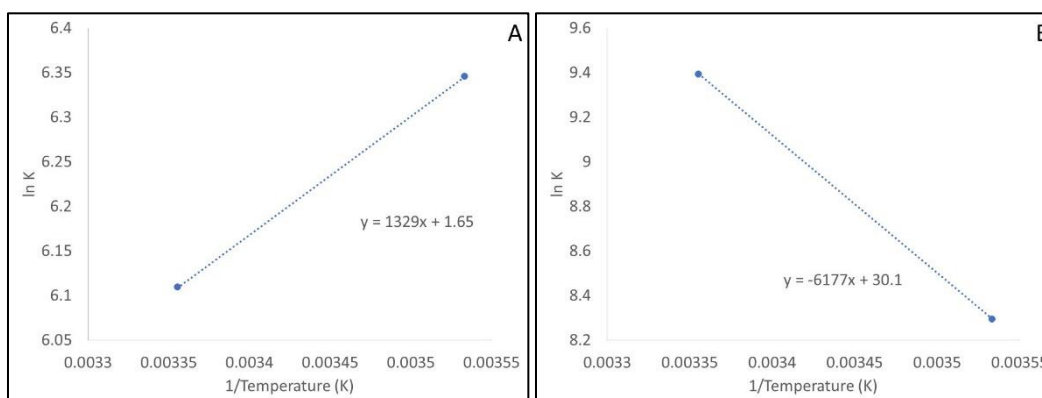 A
6.4
6.35
6.3
6.25
6.2
6.15
6.1
6.05
ln K
y = 1329x + 1.65
0.0033 0.00335 0.0034 0.00345 0.0035 0.00355
1/Temperature (K)
9.6
9.4
9.2
9
8.8
8.6
8.4
8.2
ln K
y = -6177x + 30.1
0.0033 0.00335 0.0034 0.00345 0.0035 0.00355
1/Temperature (K)